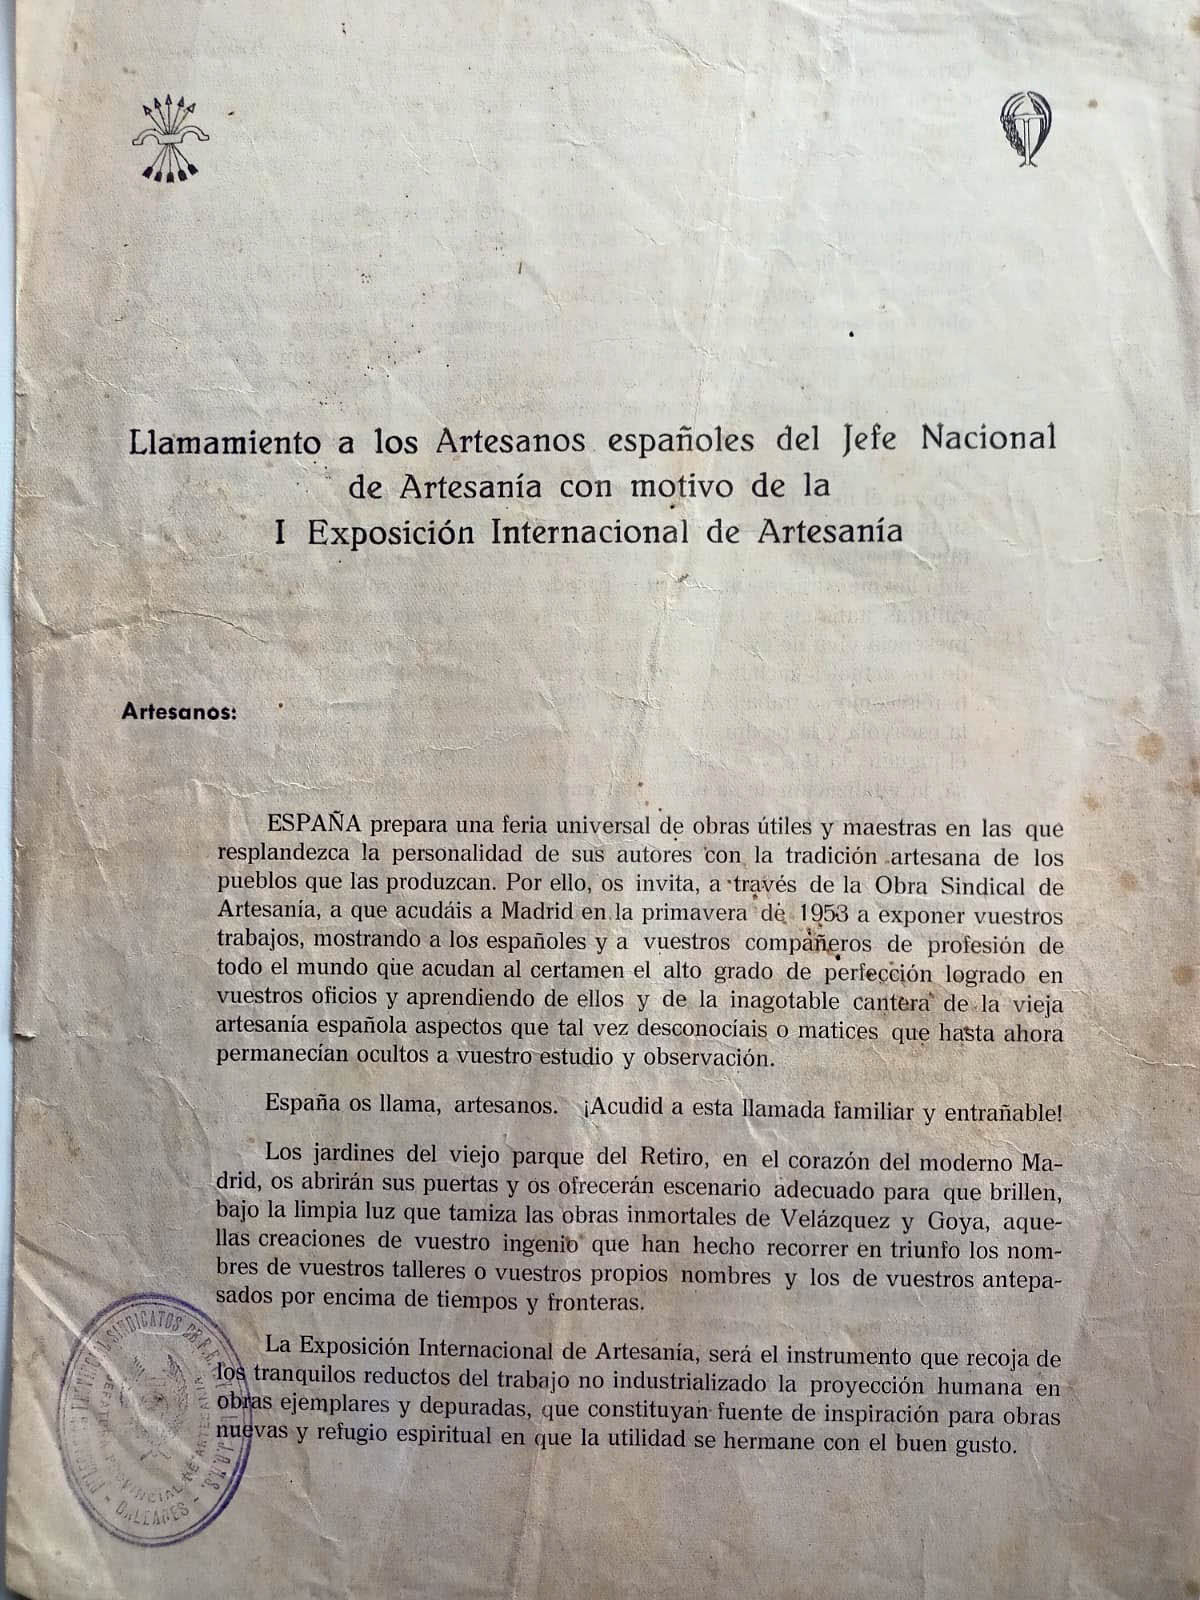 Llamamiento a los Artesanos españoles del Jefe Nacional
de Artesanía con motivo de la
I Exposición Internacional de Artesanía
Artesanos:
ESPAÑA prepara una feria universal de obras útiles y maestras en las que
resplandezca la personalidad de sus autores con la tradición artesana de los
pueblos que las produzcan. Por ello, os invita, a través de la Obra Sindical de
Artesanía, a que acudáis a Madrid en la primavera de 1953 a exponer vuestros
trabajos, mostrando a los españoles y a vuestros compañeros de profesión de
todo el mundo que acudan al certamen el alto grado de perfección logrado en
vuestros oficios y aprendiendo de ellos y de la inagotable cantera de la vieja
artesanía española aspectos que tal vez desconocíais o matices que hasta ahora
permanecían ocultos a vuestro estudio y observación.
España os llama, artesanos. ¡Acudid a esta llamada familiar y entrañable!
Los jardines del viejo parque del Retiro, en el corazón del moderno Ma-
drid, os abrirán sus puertas y os ofrecerán escenario adecuado para que brillen,
bajo la limpia luz que tamiza las obras inmortales de Velázquez y Goya, aque-
llas creaciones de vuestro ingenio que han hecho recorrer en triunfo los nom-
bres de vuestros talleres o vuestros propios nombres y los de vuestros antepa-
sados por encima de tiempos y fronteras.
La Exposición Internacional de Artesanía, será el instrumento que recoja de
los tranquilos reductos del trabajo no industrializado la proyección humana en
obras ejemplares y depuradas, que constituyan fuente de inspiración para obras
nuevas y refugio espiritual en que la utilidad se hermane con el buen gusto.
SINDICATOS DE
PROVINCIAL DE ARTESANIA
- BALEARES -